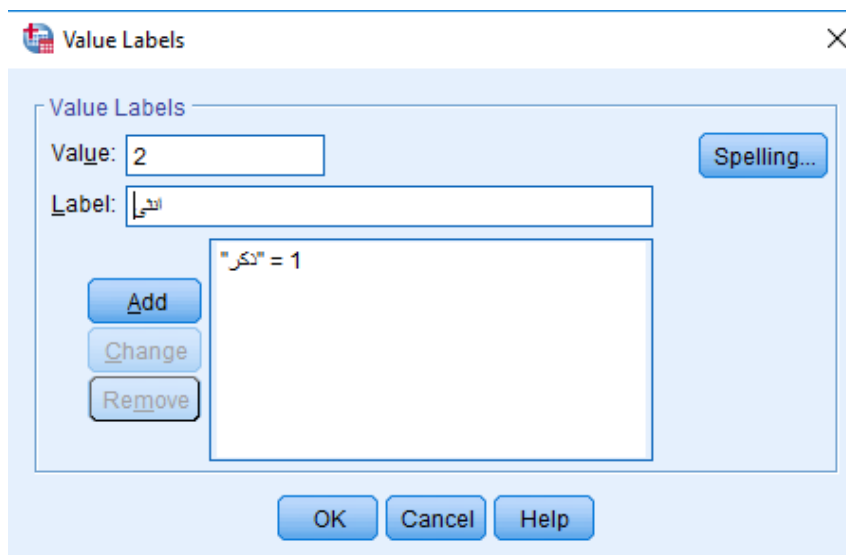 Value Labels
Value Labels
Value: 2
Spelling...
Label: انثى
1 = "ذكر"
Add
Change
Remove
OK
Cancel
Help